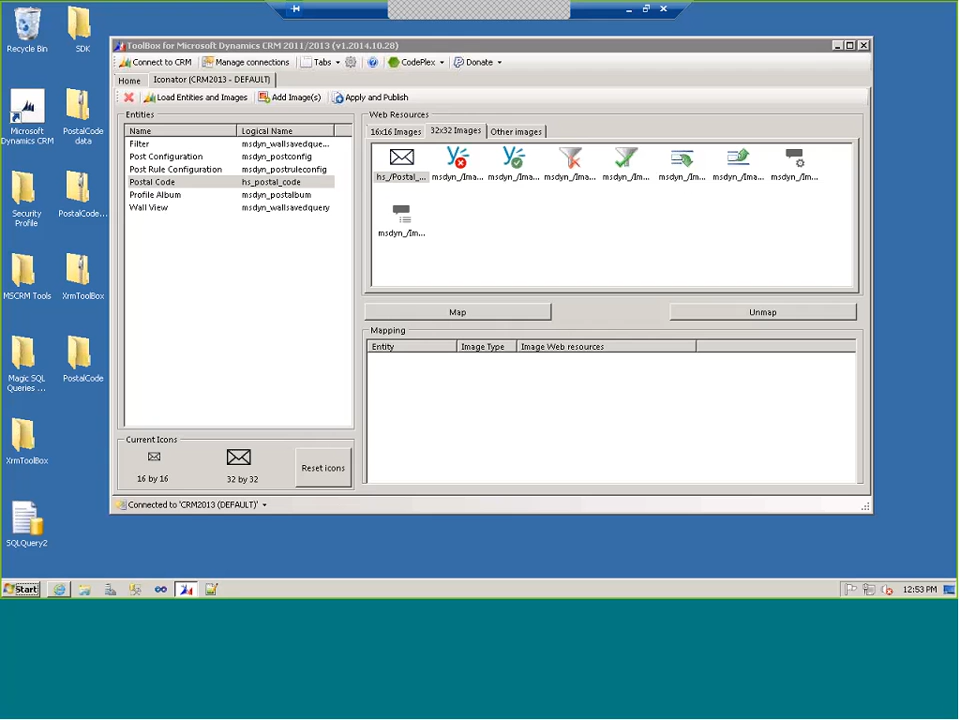 Recycle Bin
SDK
Microsoft
Dynamics CRM
PostalCode
data
Security
Profile
PostalCode...
MSCRM Tools
XrmToolBox
Magic SQL
Queries ...
PostalCode
XrmToolBox
SQLQuery2
ToolBox for Microsoft Dynamics CRM 2011/2013 (v1.2014.10.28)
Connect to CRM Manage connections Tabs CodePlex Donate
Home Iconator (CRM2013 - DEFAULT)
Load Entities and Images Add Image(s) Apply and Publish
Entities
Name Logical Name
Filter msdyn_wallsavedque...
Post Configuration msdyn_postconfig
Post Rule Configuration msdyn_postruleconfig
Postal Code hs_postal_code
Profile Album msdyn_postalbum
Wall View msdyn_wallsavedquery
Current Icons
16 by 16
32 by 32
Reset icons
Web Resources
16x16 Images 32x32 Images Other images
hs_/Postal_... msdyn_/Ima... msdyn_/Ima... msdyn_/Ima... msdyn_/Im... msdyn_/Im... msdyn_/Im... msdyn_/Im...
msdyn_/Im...
Map Unmap
Mapping
Entity Image Type Image Web resources
Connected to 'CRM2013 (DEFAULT)'
Start
12:53 PM